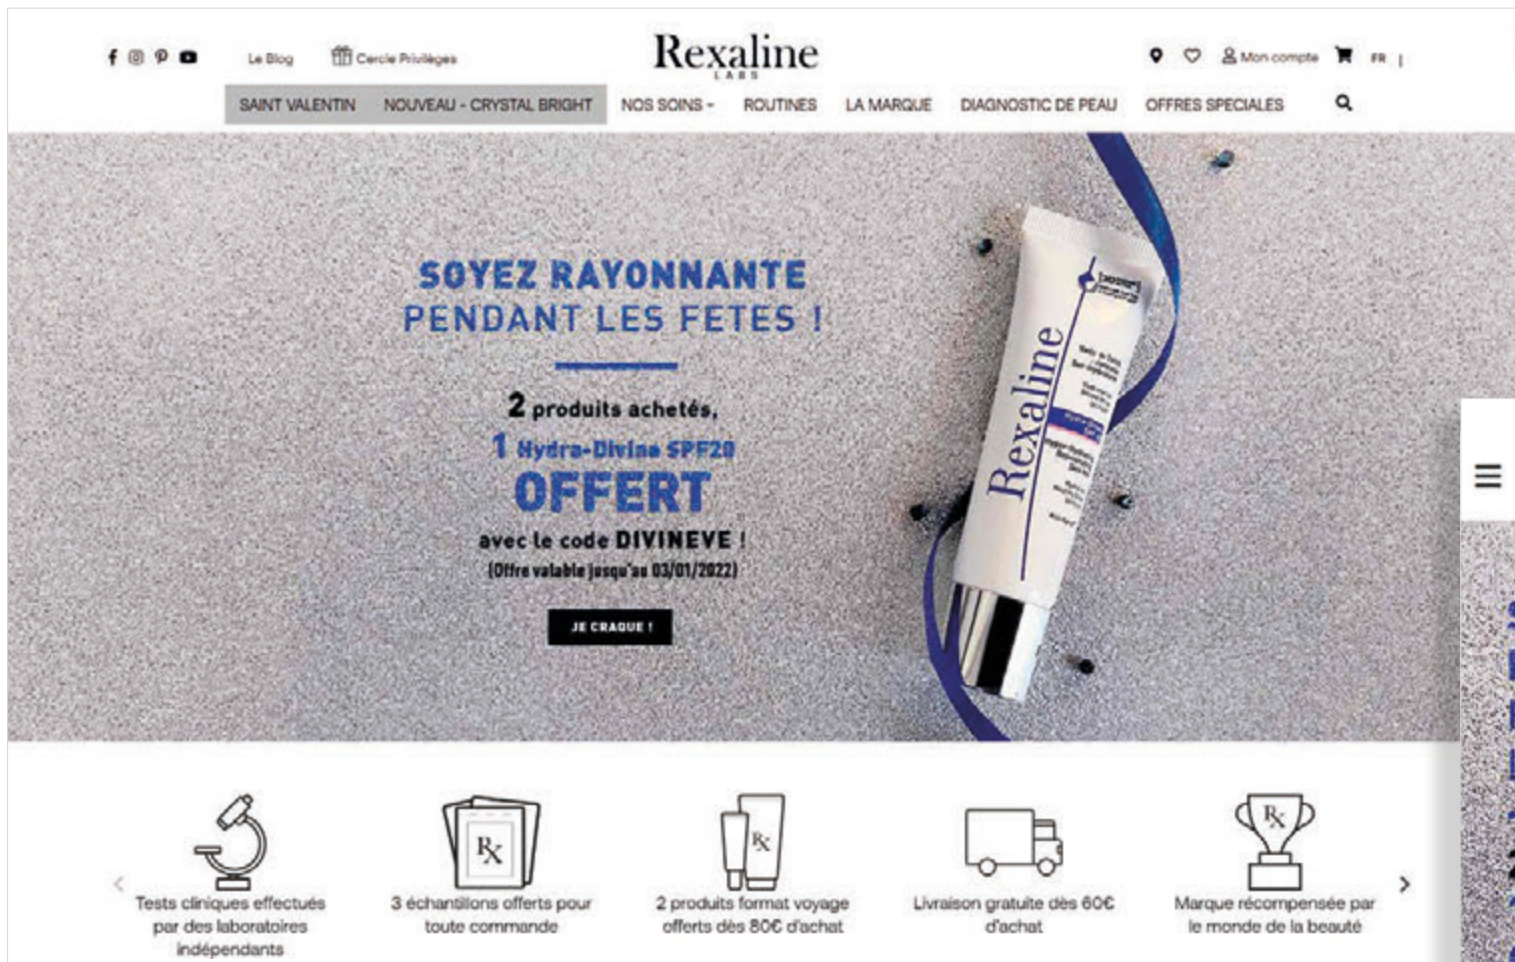 Le Blog
Cercle Privilèges
Rexaline
LABS
Mon compte
FR |
SAINT VALENTIN
NOUVEAU - CRYSTAL BRIGHT
NOS SOINS
ROUTINES
LA MARQUE
DIAGNOSTIC DE PEAU
OFFRES SPECIALES
SOYEZ RAYONNANTE
PENDANT LES FETES !
2 produits achetés,
1 Hydra-Divine SPF20
OFFERT
avec le code DIVINEVE !
(Offre valable jusqu'au 03/01/2022)
JE CRAQUE !
Rexaline
Rx
Rx
Rx
Tests cliniques effectués
par des laboratoires
indépendants
3 échantillons offerts pour
toute commande
2 produits format voyage
offerts dès 80€ d'achat
Livraison gratuite dès 60€
d'achat
Marque récompensée par
le monde de la beauté